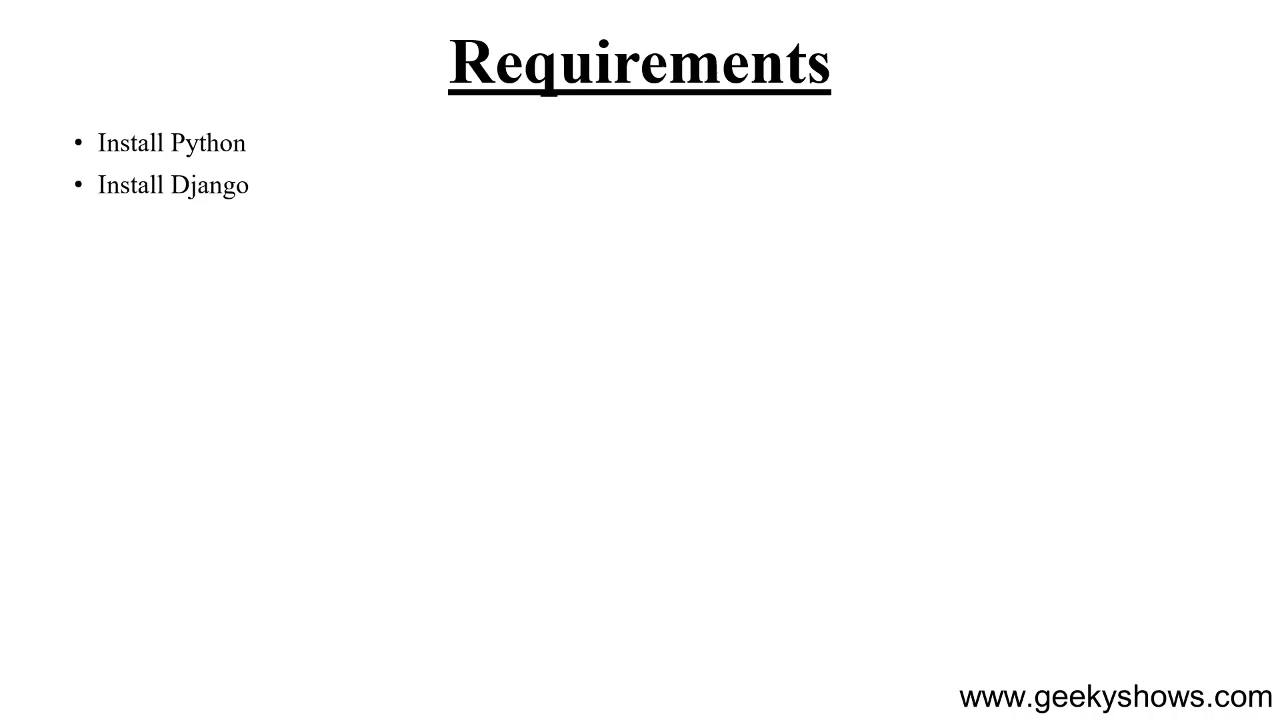 Requirements
• Install Python
• Install Django
www.geekyshows.com